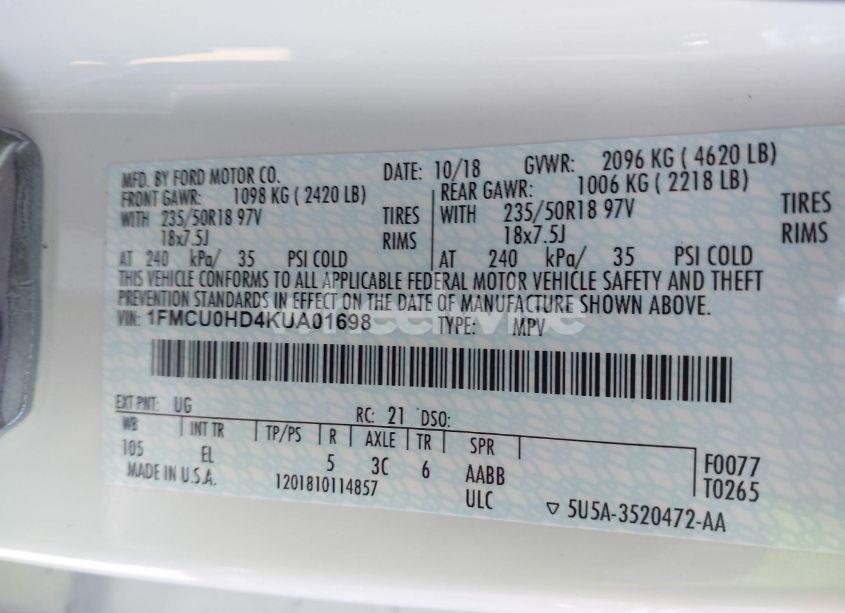 MFD. BY FORD MOTOR CO. DATE: 10/18 GVWR: 2096 KG ( 4620 LB)
FRONT GAWR: 1098 KG ( 2420 LB) REAR GAWR: 1006 KG ( 2218 LB)
WITH 235/50R18 97V TIRES WITH 235/50R18 97V TIRES
18x7.5J RIMS 18x7.5J RIMS
AT 240 kPa/ 35 PSI COLD AT 240 kPa/ 35 PSI COLD
THIS VEHICLE CONFORMS TO ALL APPLICABLE FEDERAL MOTOR VEHICLE SAFETY AND THEFT
PREVENTION STANDARDS IN EFFECT ON THE DATE OF MANUFACTURE SHOWN ABOVE.
VIN: 1FMCU0HD4KUA01698 TYPE: MPV
EXT PNT: UG RC: 21 DSO:
WB INT TR TP/PS R AXLE TR SPR
105 EL 5 3C 6 AABB F0077
MADE IN U.S.A. 1201810114857 ULC T0265
5U5A-3520472-AA